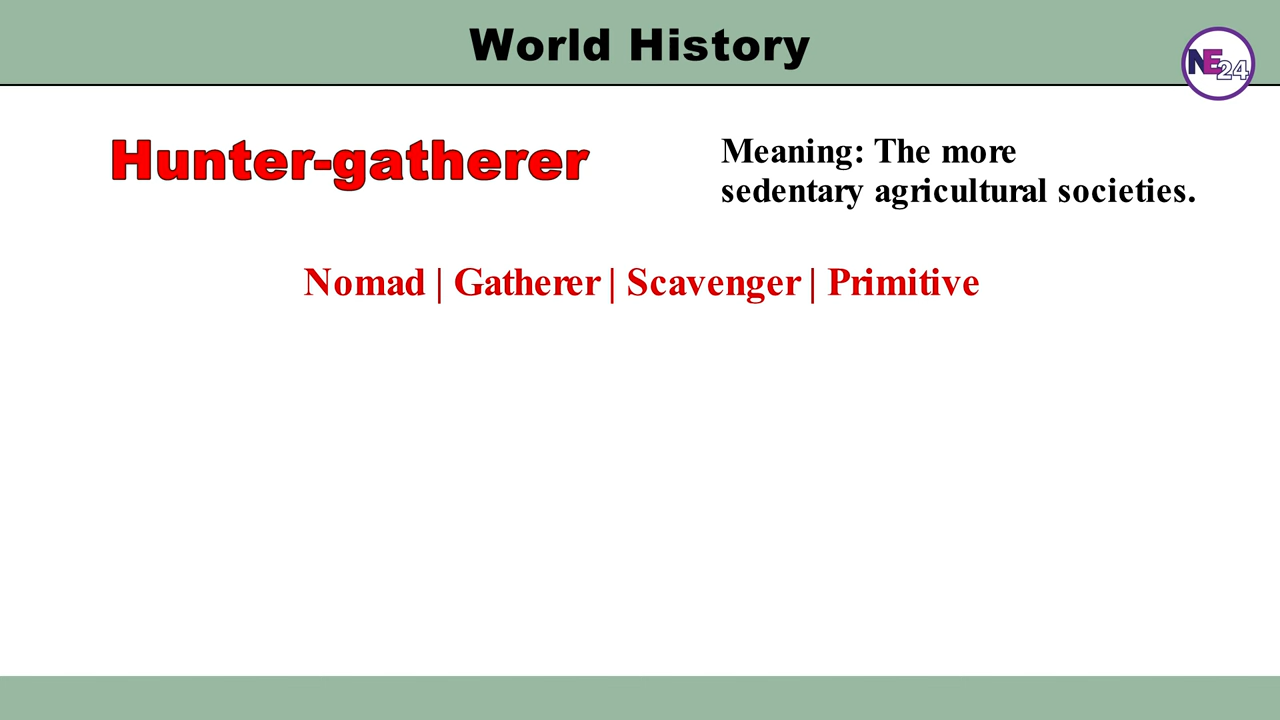 World History
NE24
Hunter-gatherer
Meaning: The more
sedentary agricultural societies.
Nomad | Gatherer | Scavenger | Primitive